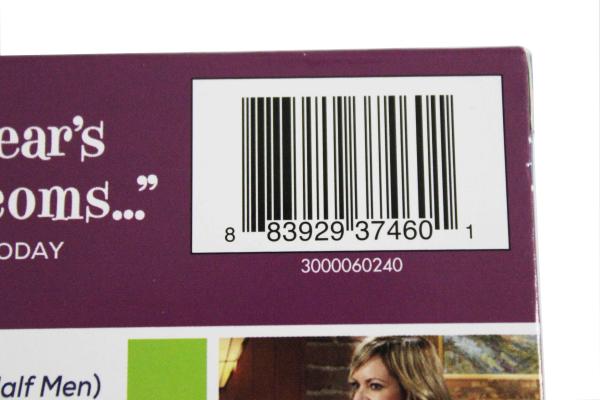 ear's
coms..."
ODAY
8 83929 37460 1
3000060240
alf Men)